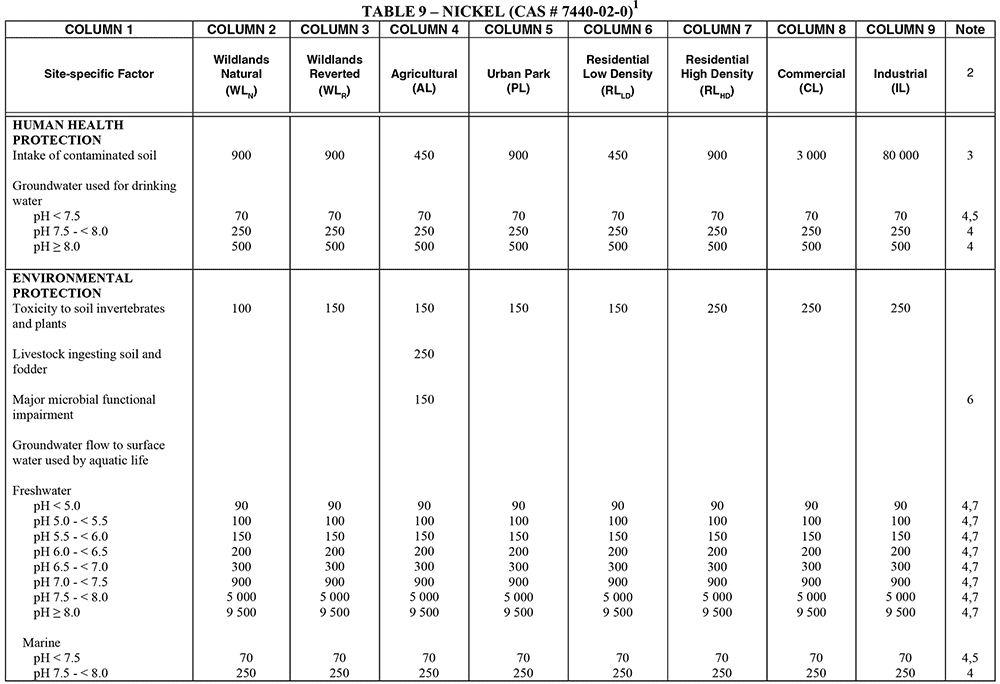 TABLE 9 – NICKEL (CAS # 7440-02-0)1
COLUMN 1 COLUMN 2 COLUMN 3 COLUMN 4 COLUMN 5 COLUMN 6 COLUMN 7 COLUMN 8 COLUMN 9 Note
Wildlands Wildlands Residential Residential
Site-specific Factor Natural Reverted Agricultural Urban Park Low Density High Density Commercial Industrial 2
(WLN) (WLR) (AL) (PL) (RLLD) (RLHD) (CL) (IL)
HUMAN HEALTH
PROTECTION
Intake of contaminated soil 900 900 450 900 450 900 3 000 80 000 3
Groundwater used for drinking
water
pH < 7.5 70 70 70 70 70 70 70 70 4,5
pH 7.5 - < 8.0 250 250 250 250 250 250 250 250 4
pH ≥ 8.0 500 500 500 500 500 500 500 500 4
ENVIRONMENTAL
PROTECTION
Toxicity to soil invertebrates 100 150 150 150 150 250 250 250
and plants
Livestock ingesting soil and 250
fodder
Major microbial functional 150 6
impairment
Groundwater flow to surface
water used by aquatic life
Freshwater
pH < 5.0 90 90 90 90 90 90 90 90 4,7
pH 5.0 - < 5.5 100 100 100 100 100 100 100 100 4,7
pH 5.5 - < 6.0 150 150 150 150 150 150 150 150 4,7
pH 6.0 - < 6.5 200 200 200 200 200 200 200 200 4,7
pH 6.5 - < 7.0 300 300 300 300 300 300 300 300 4,7
pH 7.0 - < 7.5 900 900 900 900 900 900 900 900 4,7
pH 7.5 - < 8.0 5 000 5 000 5 000 5 000 5 000 5 000 5 000 5 000 4,7
pH ≥ 8.0 9 500 9 500 9 500 9 500 9 500 9 500 9 500 9 500 4,7
Marine
pH < 7.5 70 70 70 70 70 70 70 70 4,5
pH 7.5 - < 8.0 250 250 250 250 250 250 250 250 4